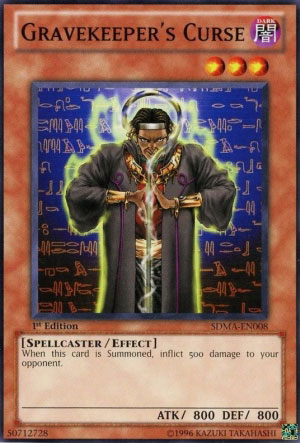 GRAVEKEEPER'S CURSE
DARK
闇
1st Edition
SDMA-EN008
[SPELLCASTER / EFFECT]
When this card is Summoned, inflict 500 damage to your
opponent.
ATK/ 800 DEF/ 800
50712728
©1996 KAZUKI TAKAHASHI